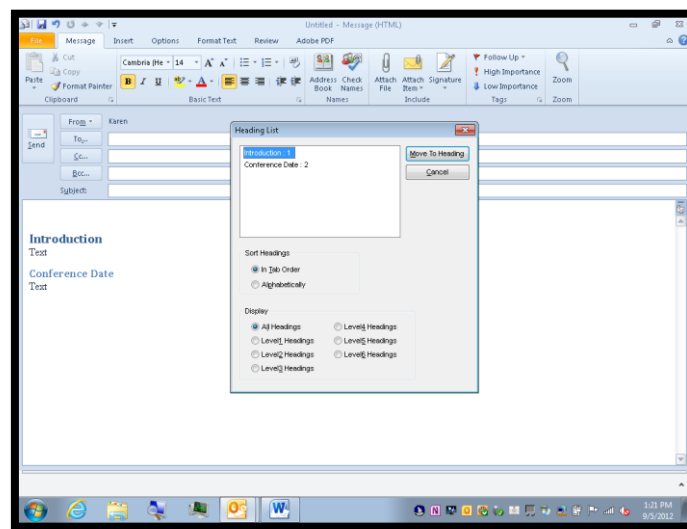 Untitled - Message (HTML)
File Message Insert Options Format Text Review Adobe PDF
Paste
Cut
Copy
Format Painter
Clipboard
Cambria (He 14
B I U
Basic Text
Address Book
Check Names
Names
Attach File
Attach Item
Signature
Include
Follow Up
High Importance
Low Importance
Tags
Zoom
Zoom
Send
From Karen
To...
Cc...
Bcc...
Subject:
Introduction
Text
Conference Date
Text
Heading List
Introduction : 1
Conference Date : 2
Move To Heading
Cancel
Sort Headings
In Tab Order
Alphabetically
Display
All Headings
Level1 Headings
Level2 Headings
Level3 Headings
Level4 Headings
Level5 Headings
Level6 Headings
1:21 PM
9/5/2012